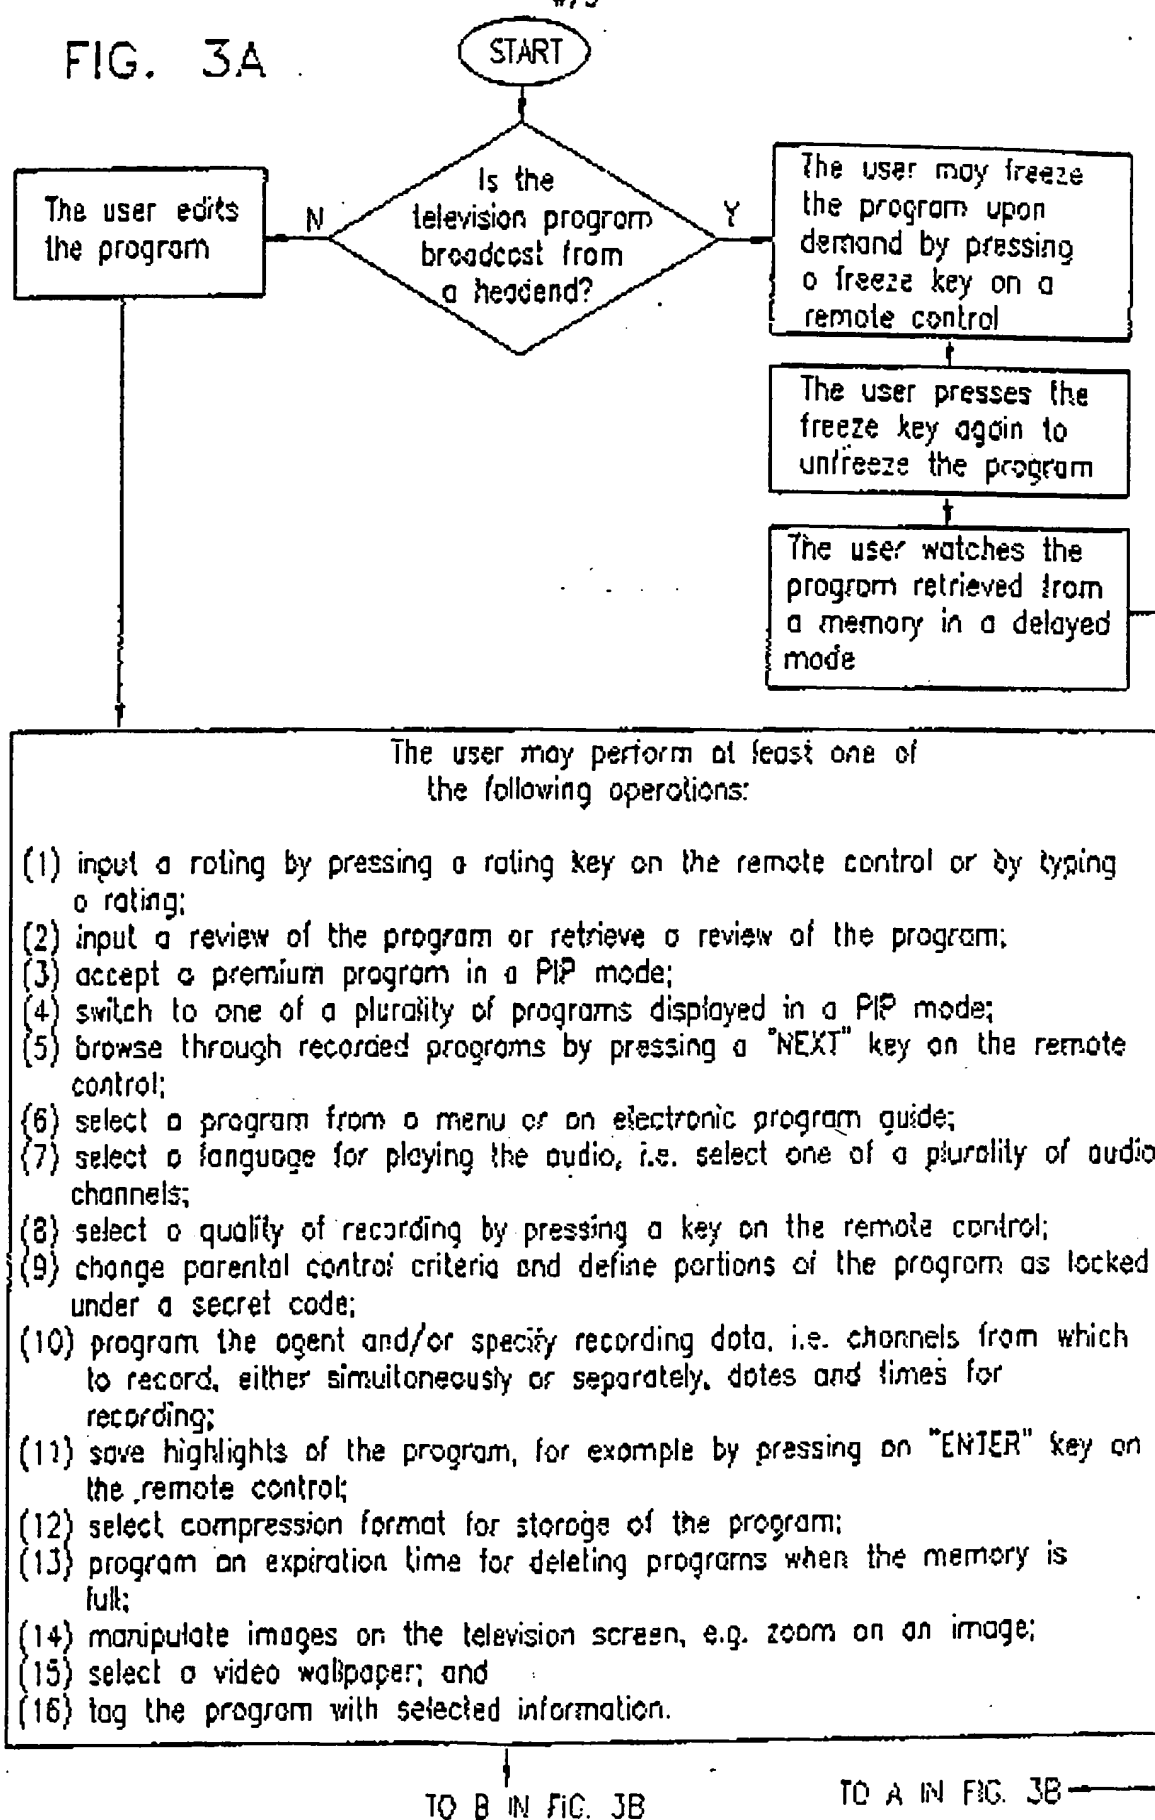 FIG. 3A
START
Is the
television program
broadcast from
a headend?
N
Y
The user edits
the program
The user may freeze
the program upon
demand by pressing
a freeze key on a
remote control
The user presses the
freeze key again to
unfreeze the program
The user watches the
program retrieved from
a memory in a delayed
mode
The user may perform at least one of
the following operations:
(1) input a rating by pressing a rating key on the remote control or by typing
a rating;
(2) input a review of the program or retrieve a review of the program;
(3) accept a premium program in a PIP mode;
(4) switch to one of a plurality of programs displayed in a PIP mode;
(5) browse through recorded programs by pressing a "NEXT" key on the remote
control;
(6) select a program from a menu or an electronic program guide;
(7) select a language for playing the audio, i.e. select one of a plurality of audio
channels;
(8) select a quality of recording by pressing a key on the remote control;
(9) change parental control criteria and define portions of the program as locked
under a secret code;
(10) program the agent and/or specify recording data, i.e. channels from which
to record, either simultaneously or separately, dates and times for
recording;
(11) save highlights of the program, for example by pressing an "ENTER" key on
the remote control;
(12) select compression format for storage of the program;
(13) program an expiration time for deleting programs when the memory is
full;
(14) manipulate images on the television screen, e.g. zoom on an image;
(15) select a video wallpaper; and
(16) tag the program with selected information.
TO B IN FIG. 3B
TO A IN FIG. 3B